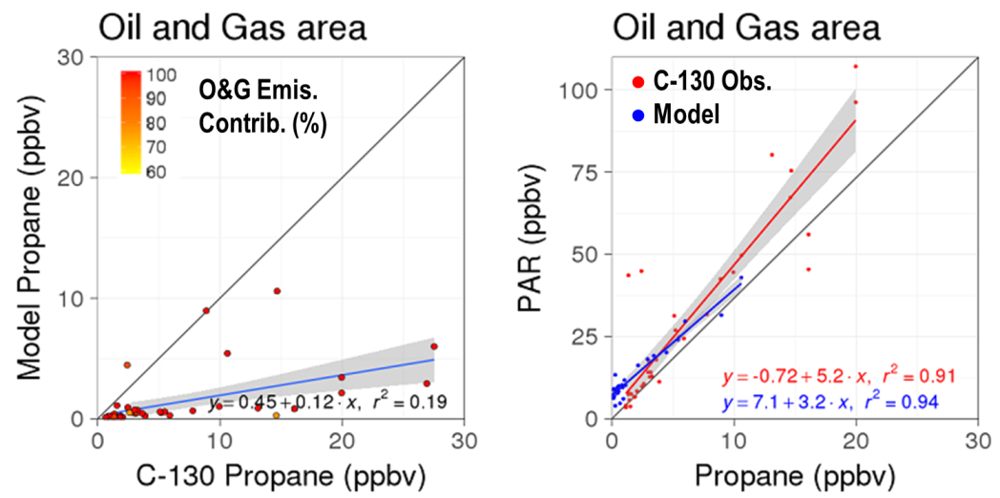 Oil and Gas area
30
20
10
0
0
10
20
30
Model Propane (ppbv)
C-130 Propane (ppbv)
100
90
80
70
60
O&G Emis.
Contrib. (%)
y = 0.45 + 0.12 · x, r² = 0.19
Oil and Gas area
100
75
50
25
0
0
10
20
30
PAR (ppbv)
Propane (ppbv)
C-130 Obs.
Model
y = -0.72 + 5.2 · x, r² = 0.91
y = 7.1 + 3.2 · x, r² = 0.94